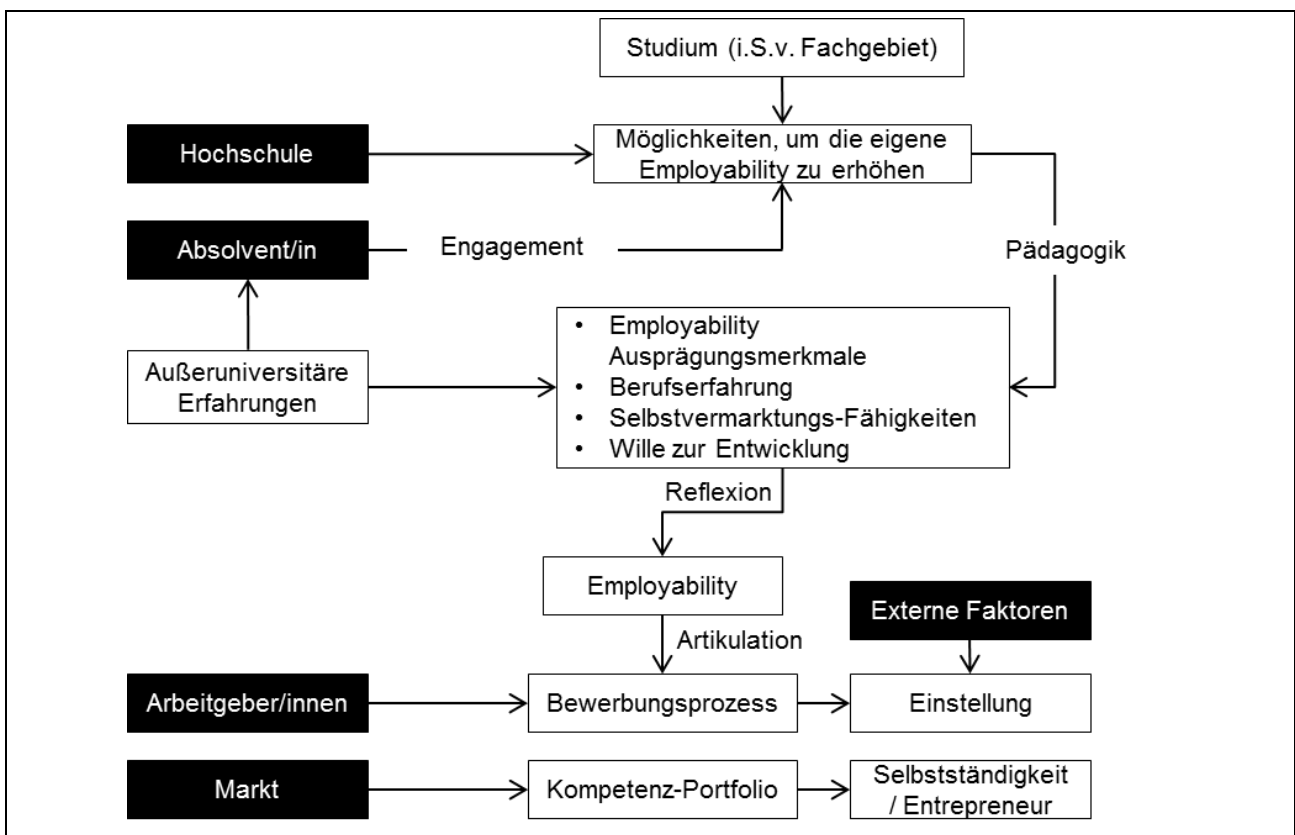 Studium (i.S.v. Fachgebiet)
Hochschule
Möglichkeiten, um die eigene
Employability zu erhöhen
Absolvent/in
Engagement
Pädagogik
Außeruniversitäre
Erfahrungen
• Employability
Ausprägungsmerkmale
• Berufserfahrung
• Selbstvermarktungs-Fähigkeiten
• Wille zur Entwicklung
Reflexion
Employability
Externe Faktoren
Artikulation
Arbeitgeber/innen
Bewerbungsprozess
Einstellung
Markt
Kompetenz-Portfolio
Selbstständigkeit
/ Entrepreneur